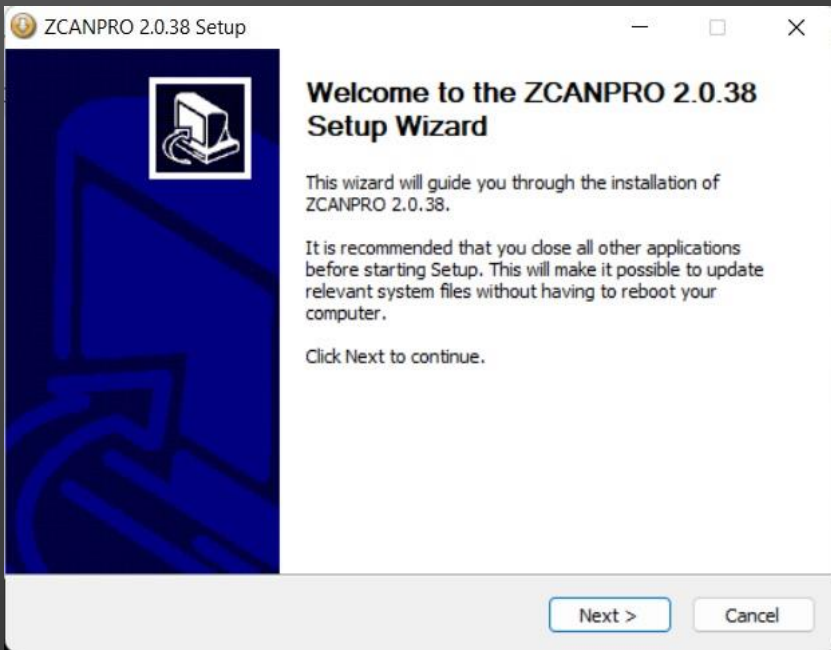 ZCANPRO 2.0.38 Setup
Welcome to the ZCANPRO 2.0.38
Setup Wizard
This wizard will guide you through the installation of
ZCANPRO 2.0.38.
It is recommended that you close all other applications
before starting Setup. This will make it possible to update
relevant system files without having to reboot your
computer.
Click Next to continue.
Next >
Cancel